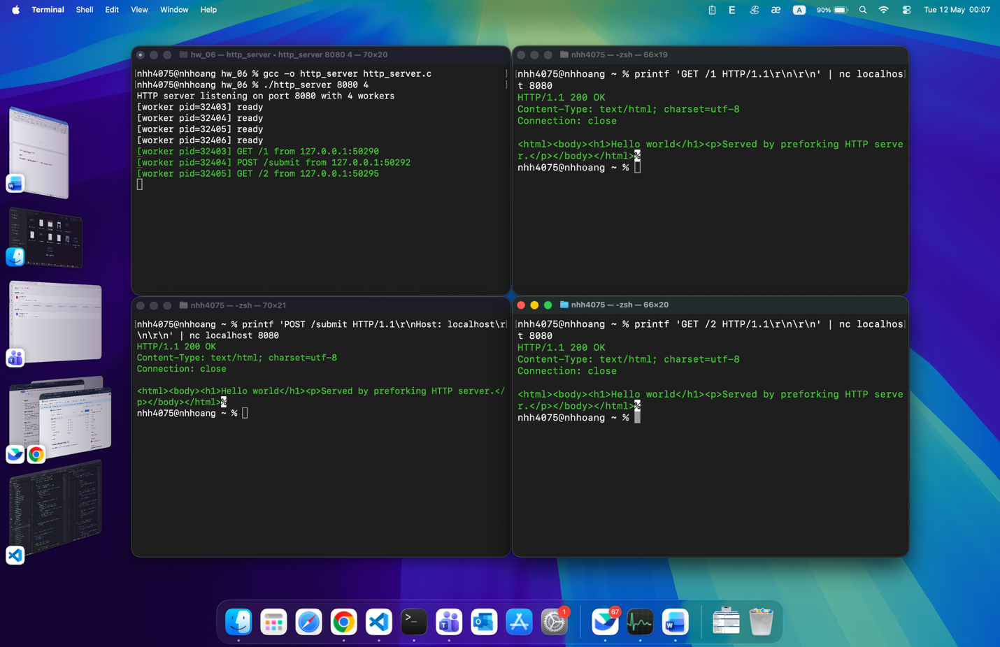 Terminal Shell Edit View Window Help
E æ A 90% Tue 12 May 00:07
hw_06 — http_server • http_server 8080 4 — 70×20
[nhh4075@nhhoang hw_06 % gcc -o http_server http_server.c ]
[nhh4075@nhhoang hw_06 % ./http_server 8080 4 ]
HTTP server listening on port 8080 with 4 workers
[worker pid=32403] ready
[worker pid=32404] ready
[worker pid=32405] ready
[worker pid=32406] ready
[worker pid=32403] GET /1 from 127.0.0.1:50290
[worker pid=32404] POST /submit from 127.0.0.1:50292
[worker pid=32405] GET /2 from 127.0.0.1:50295
nhh4075 — -zsh — 66×19
[nhh4075@nhhoang ~ % printf 'GET /1 HTTP/1.1\r\n\r\n' | nc localhos]
t 8080
HTTP/1.1 200 OK
Content-Type: text/html; charset=utf-8
Connection: close
<html><body><h1>Hello world</h1><p>Served by preforking HTTP serve
r.</p></body></html>%
nhh4075@nhhoang ~ %
nhh4075 — -zsh — 70×21
[nhh4075@nhhoang ~ % printf 'POST /submit HTTP/1.1\r\nHost: localhost\r]
\n\r\n' | nc localhost 8080
HTTP/1.1 200 OK
Content-Type: text/html; charset=utf-8
Connection: close
<html><body><h1>Hello world</h1><p>Served by preforking HTTP server.</
p></body></html>%
nhh4075@nhhoang ~ %
nhh4075 — -zsh — 66×20
[nhh4075@nhhoang ~ % printf 'GET /2 HTTP/1.1\r\n\r\n' | nc localhos]
t 8080
HTTP/1.1 200 OK
Content-Type: text/html; charset=utf-8
Connection: close
<html><body><h1>Hello world</h1><p>Served by preforking HTTP serve
r.</p></body></html>%
nhh4075@nhhoang ~ %
1
67